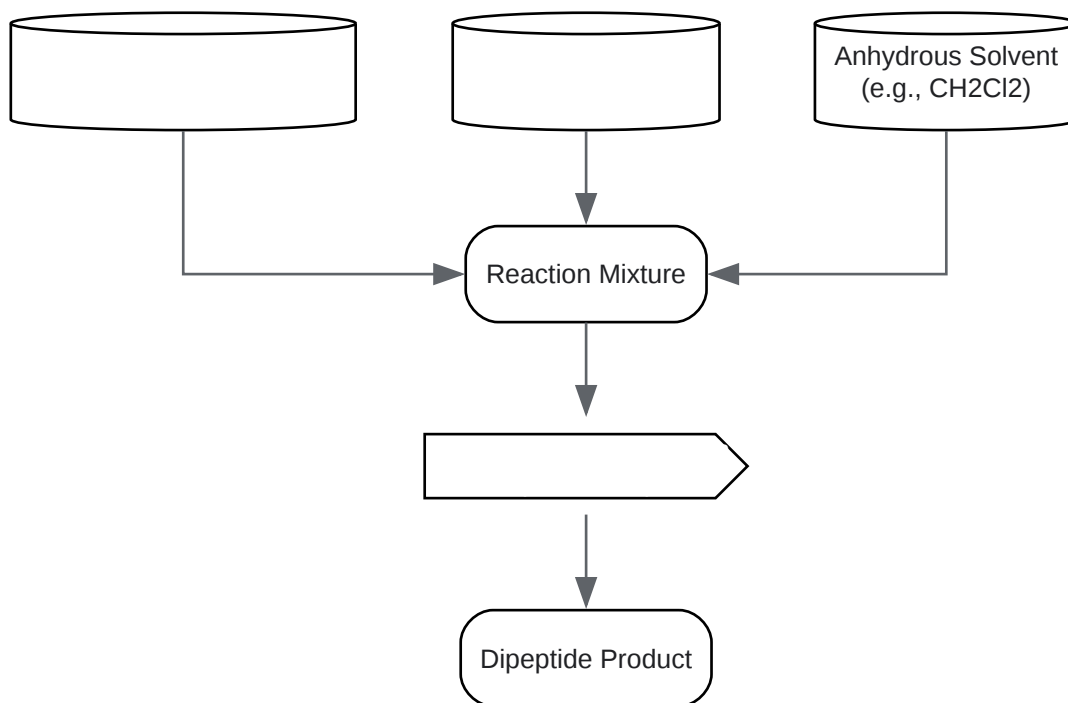 Anhydrous Solvent
(e.g., CH2Cl2)
Reaction Mixture
Dipeptide Product